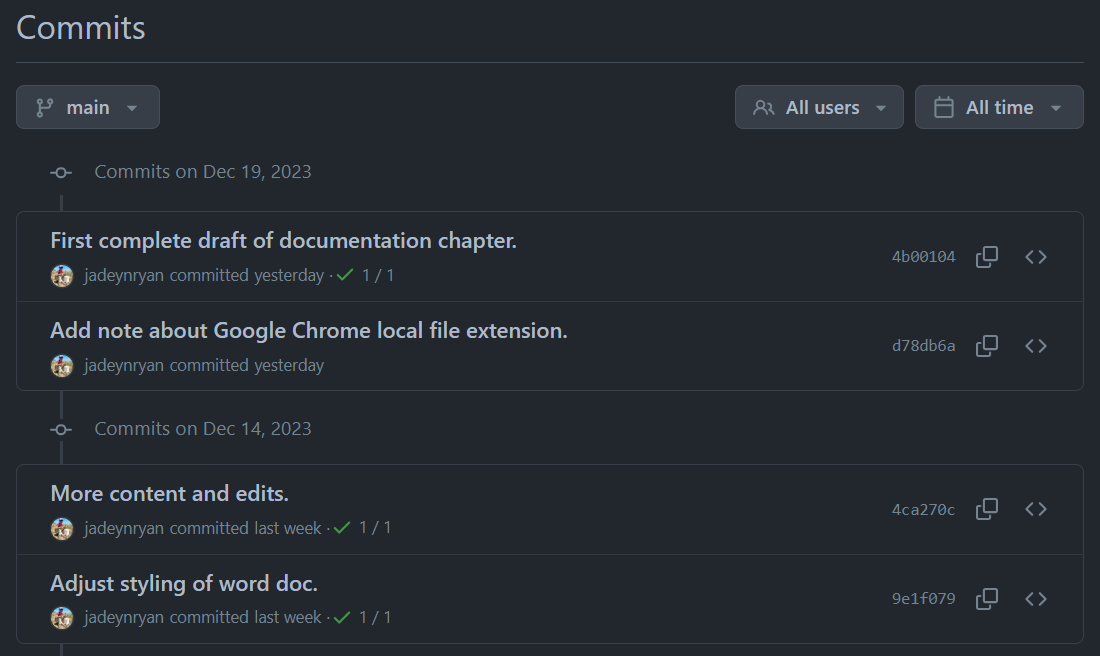 Commits
main
All users
All time
Commits on Dec 19, 2023
First complete draft of documentation chapter.
4b00104
jadeynryan committed yesterday · 1 / 1
Add note about Google Chrome local file extension.
d78db6a
jadeynryan committed yesterday
Commits on Dec 14, 2023
More content and edits.
4ca270c
jadeynryan committed last week · 1 / 1
Adjust styling of word doc.
9e1f079
jadeynryan committed last week · 1 / 1